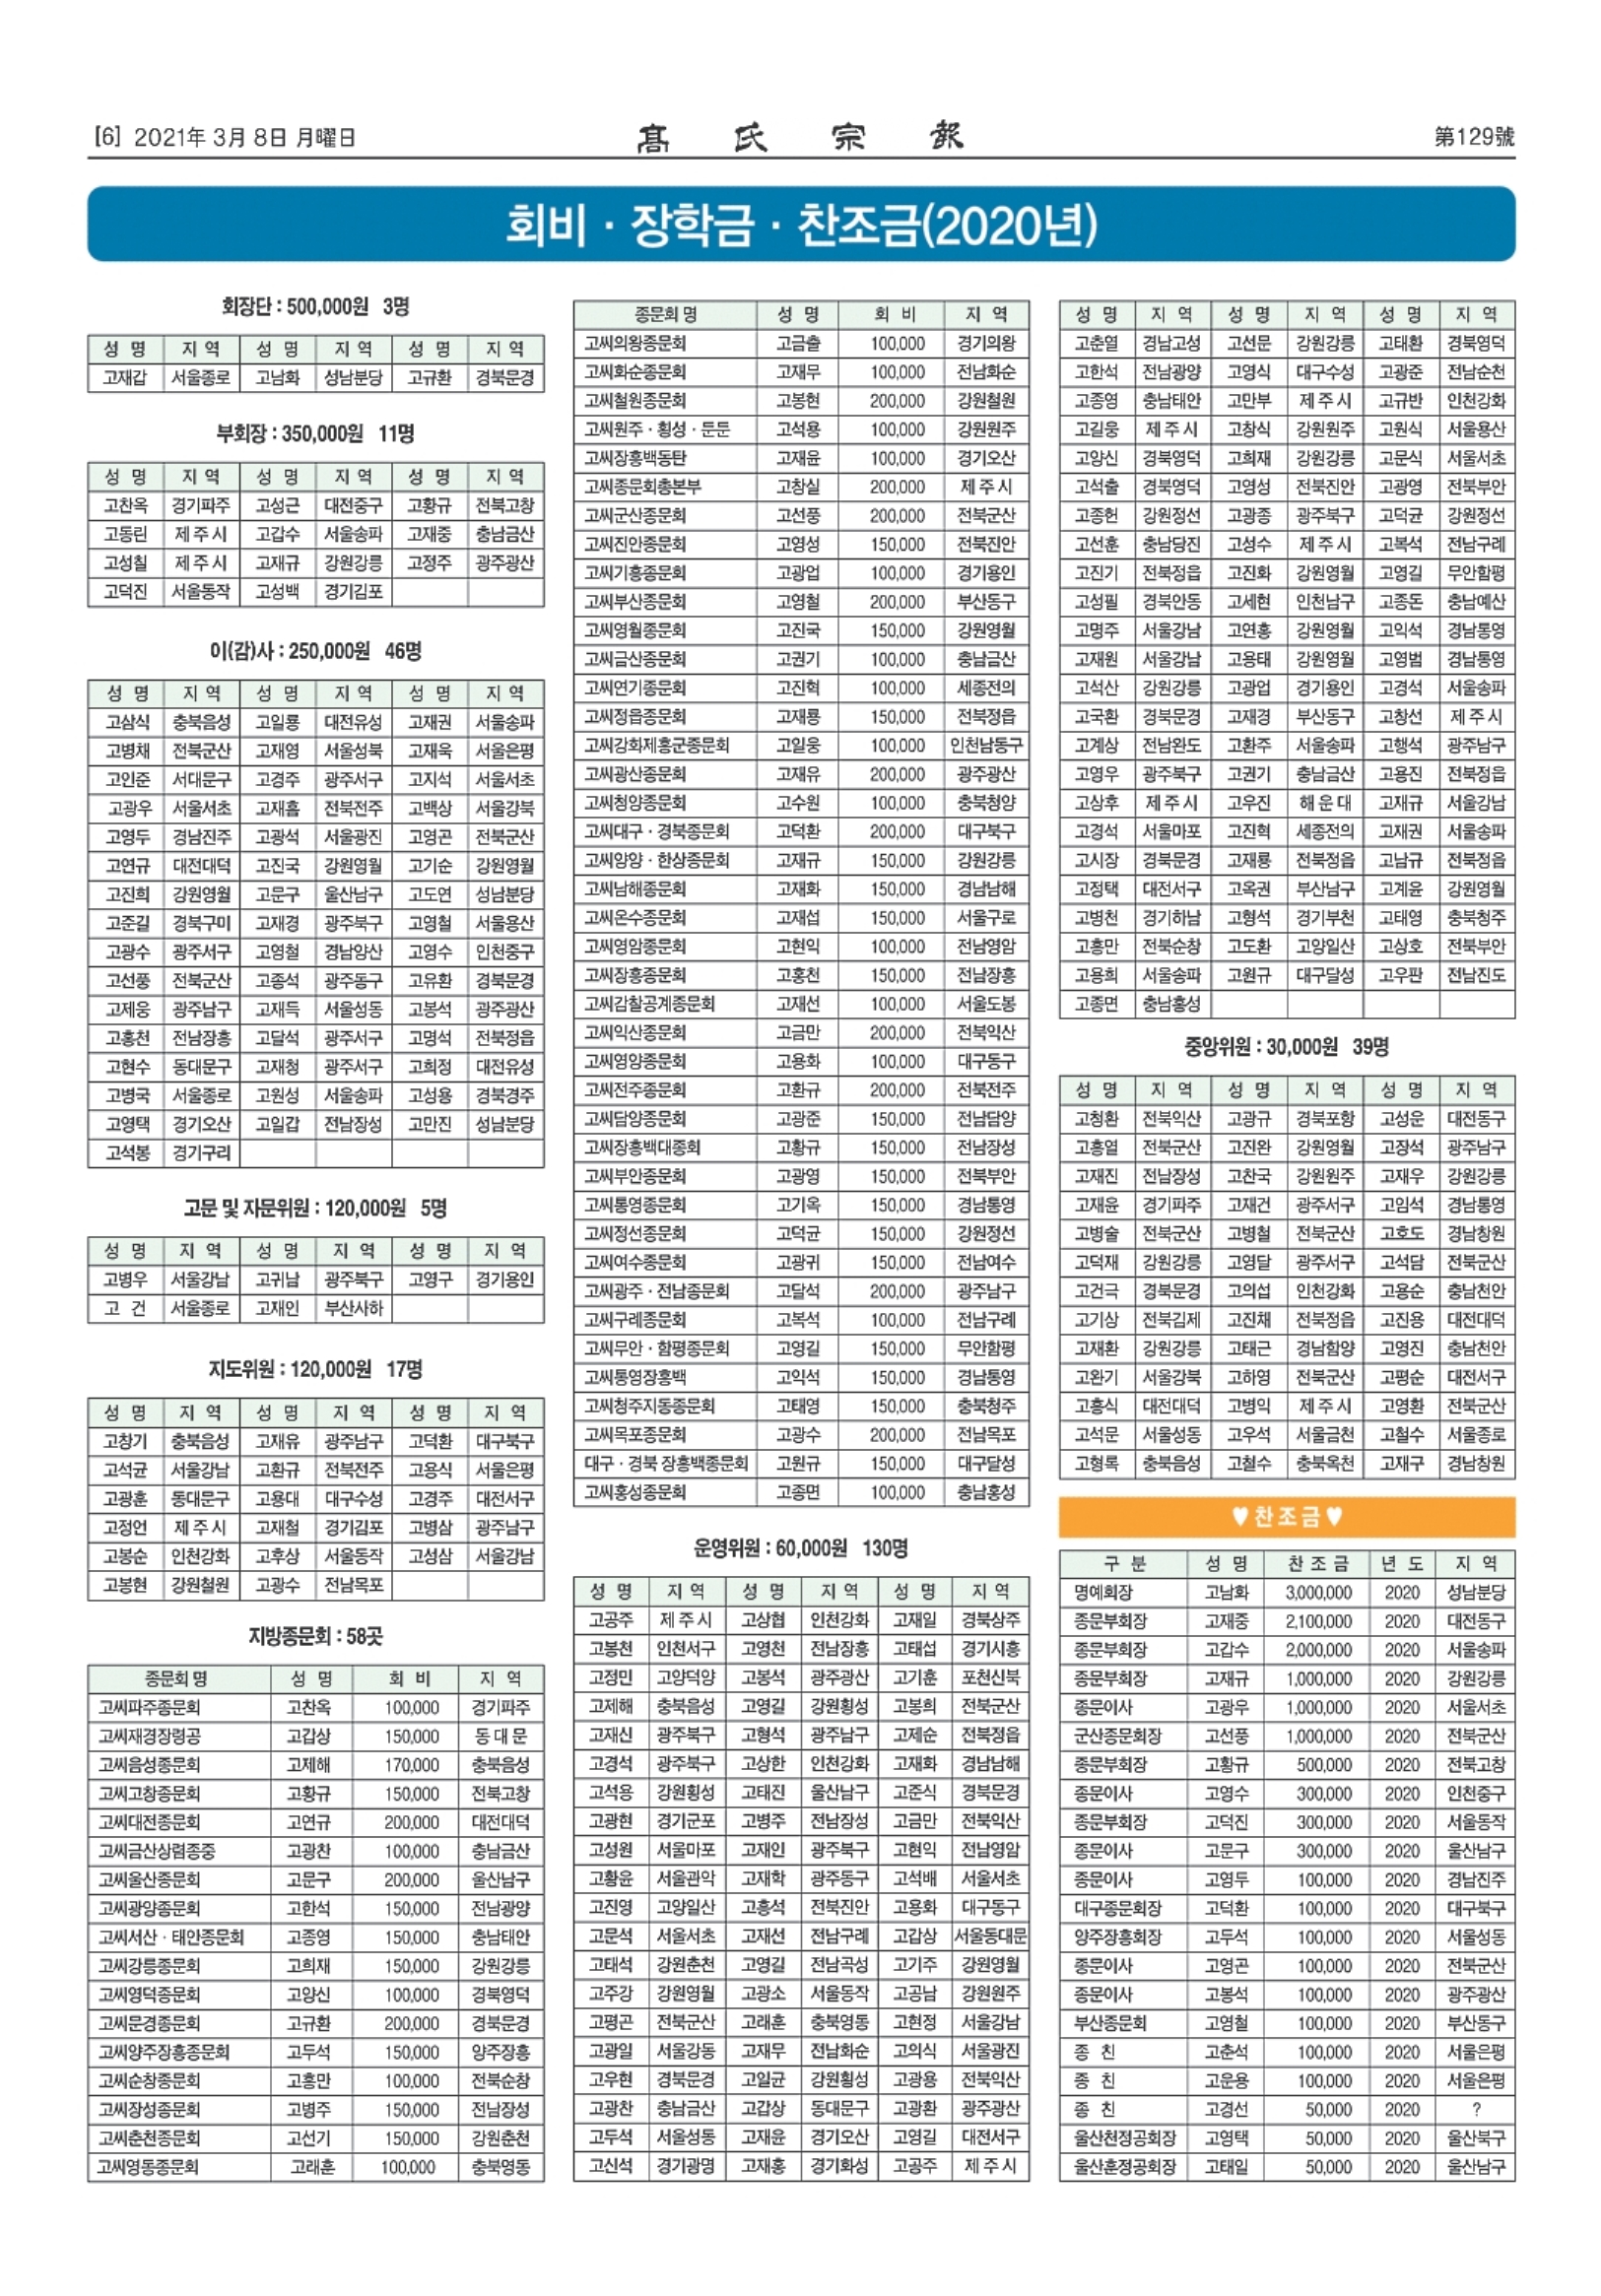 [6] 2021年 3月 8日 月曜日
髙氏宗報
第129號
회비 · 장학금 · 찬조금(2020년)
회장단 : 500,000원 3명
성 명 지 역 성 명 지 역 성 명 지 역
고재갑 서울종로 고남화 성남분당 고규환 경북문경
부회장 : 350,000원 11명
성 명 지 역 성 명 지 역 성 명 지 역
고찬옥 경기파주 고성근 대전중구 고황규 전북고창
고동린 제주시 고갑수 서울송파 고재중 충남금산
고성칠 제주시 고재규 강원강릉 고정주 광주광산
고덕진 서울동작 고성백 경기김포
이(감)사 : 250,000원 46명
성 명 지 역 성 명 지 역 성 명 지 역
고삼식 충북음성 고일룡 대전유성 고재권 서울송파
고병채 전북군산 고재영 서울성북 고재욱 서울은평
고인준 서대문구 고경주 광주서구 고지석 서울서초
고광우 서울서초 고재흠 전북전주 고백상 서울강북
고영두 경남진주 고광석 서울광진 고영곤 전북군산
고연규 대전대덕 고진국 강원영월 고기순 강원영월
고진희 강원영월 고문구 울산남구 고도연 성남분당
고준길 경북구미 고재경 광주북구 고영철 서울용산
고광수 광주서구 고영철 경남양산 고영수 인천중구
고선풍 전북군산 고종석 광주동구 고유환 경북문경
고제웅 광주남구 고재득 서울성동 고봉석 광주광산
고홍천 전남장흥 고달석 광주서구 고명석 전북정읍
고현수 동대문구 고재청 광주서구 고희정 대전유성
고병국 서울종로 고원성 서울송파 고성용 경북경주
고영택 경기오산 고일갑 전남장성 고만진 성남분당
고석봉 경기구리
고문 및 자문위원 : 120,000원 5명
성 명 지 역 성 명 지 역 성 명 지 역
고병우 서울강남 고귀남 광주북구 고영구 경기용인
고 건 서울종로 고재인 부산사하
지도위원 : 120,000원 17명
성 명 지 역 성 명 지 역 성 명 지 역
고창기 충북음성 고재유 광주남구 고덕환 대구북구
고석균 서울강남 고환규 전북전주 고용식 서울은평
고광훈 동대문구 고용대 대구수성 고경주 대전서구
고정언 제주시 고재철 경기김포 고병삼 광주남구
고봉순 인천강화 고후상 서울동작 고성삼 서울강남
고봉현 강원철원 고광수 전남목포
지방종문회 : 58곳
종문회명 성 명 회 비 지 역
고씨파주종문회 고찬옥 100,000 경기파주
고씨재경장령공 고갑상 150,000 동대문
고씨음성종문회 고제해 170,000 충북음성
고씨고창종문회 고황규 150,000 전북고창
고씨대전종문회 고연규 200,000 대전대덕
고씨금산상렴종중 고광찬 100,000 충남금산
고씨울산종문회 고문구 200,000 울산남구
고씨광양종문회 고한석 150,000 전남광양
고씨서산 · 태안종문회 고종영 150,000 충남태안
고씨강릉종문회 고희재 150,000 강원강릉
고씨영덕종문회 고양신 100,000 경북영덕
고씨문경종문회 고규환 200,000 경북문경
고씨양주장흥종문회 고두석 150,000 양주장흥
고씨순창종문회 고흥만 100,000 전북순창
고씨장성종문회 고병주 150,000 전남장성
고씨춘천종문회 고선기 150,000 강원춘천
고씨영동종문회 고래훈 100,000 충북영동
종문회명 성 명 회 비 지 역
고씨의왕종문회 고금출 100,000 경기의왕
고씨화순종문회 고재무 100,000 전남화순
고씨철원종문회 고봉현 200,000 강원철원
고씨원주 · 횡성 · 둔둔 고석용 100,000 강원원주
고씨장흥백동탄 고재윤 100,000 경기오산
고씨종문회총본부 고창실 200,000 제주시
고씨군산종문회 고선풍 200,000 전북군산
고씨진안종문회 고영성 150,000 전북진안
고씨기흥종문회 고광업 100,000 경기용인
고씨부산종문회 고영철 200,000 부산동구
고씨영월종문회 고진국 150,000 강원영월
고씨금산종문회 고권기 100,000 충남금산
고씨연기종문회 고진혁 100,000 세종전의
고씨정읍종문회 고재룡 150,000 전북정읍
고씨강화제흥군종문회 고일웅 100,000 인천남동구
고씨광산종문회 고재유 200,000 광주광산
고씨청양종문회 고수원 100,000 충북청양
고씨대구 · 경북종문회 고덕환 200,000 대구북구
고씨양양 · 한상종문회 고재규 150,000 강원강릉
고씨남해종문회 고재화 150,000 경남남해
고씨온수종문회 고재섭 150,000 서울구로
고씨영암종문회 고현익 100,000 전남영암
고씨장흥종문회 고홍천 150,000 전남장흥
고씨감찰공계종문회 고재선 100,000 서울도봉
고씨익산종문회 고금만 200,000 전북익산
고씨영양종문회 고용화 100,000 대구동구
고씨전주종문회 고환규 200,000 전북전주
고씨담양종문회 고광준 150,000 전남담양
고씨장흥백대종회 고황규 150,000 전남장성
고씨부안종문회 고광영 150,000 전북부안
고씨통영종문회 고기옥 150,000 경남통영
고씨정선종문회 고덕균 150,000 강원정선
고씨여수종문회 고광귀 150,000 전남여수
고씨광주 · 전남종문회 고달석 200,000 광주남구
고씨구례종문회 고복석 100,000 전남구례
고씨무안 · 함평종문회 고영길 150,000 무안함평
고씨통영장흥백 고익석 150,000 경남통영
고씨청주지동종문회 고태영 150,000 충북청주
고씨목포종문회 고광수 200,000 전남목포
대구 · 경북 장흥백종문회 고원규 150,000 대구달성
고씨홍성종문회 고종면 100,000 충남홍성
운영위원 : 60,000원 130명
성 명 지 역 성 명 지 역 성 명 지 역
고공주 제주시 고상협 인천강화 고재일 경북상주
고봉천 인천서구 고영천 전남장흥 고태섭 경기시흥
고정민 고양덕양 고봉석 광주광산 고기훈 포천신북
고제해 충북음성 고영길 강원횡성 고봉희 전북군산
고재신 광주북구 고형석 광주남구 고제순 전북정읍
고경석 광주북구 고상한 인천강화 고재화 경남남해
고석용 강원횡성 고태진 울산남구 고준식 경북문경
고광현 경기군포 고병주 전남장성 고금만 전북익산
고성원 서울마포 고재인 광주북구 고현익 전남영암
고황윤 서울관악 고재학 광주동구 고석배 서울서초
고진영 고양일산 고흥석 전북진안 고용화 대구동구
고문석 서울서초 고재선 전남구례 고갑상 서울동대문
고태석 강원춘천 고영길 전남곡성 고기주 강원영월
고주강 강원영월 고광소 서울동작 고공남 강원원주
고평곤 전북군산 고래훈 충북영동 고현정 서울강남
고광일 서울강동 고재무 전남화순 고의식 서울광진
고우현 경북문경 고일균 강원횡성 고광용 전북익산
고광찬 충남금산 고갑상 동대문구 고광환 광주광산
고두석 서울성동 고재윤 경기오산 고영길 대전서구
고신석 경기광명 고재홍 경기화성 고공주 제주시
성 명 지 역 성 명 지 역 성 명 지 역
고춘열 경남고성 고선문 강원강릉 고태환 경북영덕
고한석 전남광양 고영식 대구수성 고광준 전남순천
고종영 충남태안 고만부 제주시 고규반 인천강화
고길웅 제주시 고창식 강원원주 고원식 서울용산
고양신 경북영덕 고희재 강원강릉 고문식 서울서초
고석출 경북영덕 고영성 전북진안 고광영 전북부안
고종헌 강원정선 고광종 광주북구 고덕균 강원정선
고선훈 충남당진 고성수 제주시 고복석 전남구례
고진기 전북정읍 고진화 강원영월 고영길 무안함평
고성필 경북안동 고세현 인천남구 고종돈 충남예산
고명주 서울강남 고연홍 강원영월 고익석 경남통영
고재원 서울강남 고용태 강원영월 고영범 경남통영
고석산 강원강릉 고광업 경기용인 고경석 서울송파
고국환 경북문경 고재경 부산동구 고창선 제주시
고계상 전남완도 고환주 서울송파 고행석 광주남구
고영우 광주북구 고권기 충남금산 고용진 전북정읍
고상후 제주시 고우진 해운대 고재규 서울강남
고경석 서울마포 고진혁 세종전의 고재권 서울송파
고시장 경북문경 고재룡 전북정읍 고남규 전북정읍
고정택 대전서구 고옥권 부산남구 고계윤 강원영월
고병천 경기하남 고형석 경기부천 고태영 충북청주
고흥만 전북순창 고도환 고양일산 고상호 전북부안
고용희 서울송파 고원규 대구달성 고우판 전남진도
고종면 충남홍성
중앙위원 : 30,000원 39명
성 명 지 역 성 명 지 역 성 명 지 역
고청환 전북익산 고광규 경북포항 고성운 대전동구
고흥열 전북군산 고진완 강원영월 고장석 광주남구
고재진 전남장성 고찬국 강원원주 고재우 강원강릉
고재윤 경기파주 고재건 광주서구 고임석 경남통영
고병술 전북군산 고병철 전북군산 고호도 경남창원
고덕재 강원강릉 고영달 광주서구 고석담 전북군산
고건극 경북문경 고의섭 인천강화 고용순 충남천안
고기상 전북김제 고진채 전북정읍 고진용 대전대덕
고재환 강원강릉 고태근 경남함양 고영진 충남천안
고완기 서울강북 고하영 전북군산 고평순 대전서구
고흥식 대전대덕 고병익 제주시 고영환 전북군산
고석문 서울성동 고우석 서울금천 고철수 서울종로
고형록 충북음성 고철수 충북옥천 고재구 경남창원
♥찬조금♥
구 분 성 명 찬 조 금 년 도 지 역
명예회장 고남화 3,000,000 2020 성남분당
종문부회장 고재중 2,100,000 2020 대전동구
종문부회장 고갑수 2,000,000 2020 서울송파
종문부회장 고재규 1,000,000 2020 강원강릉
종문이사 고광우 1,000,000 2020 서울서초
군산종문회장 고선풍 1,000,000 2020 전북군산
종문부회장 고황규 500,000 2020 전북고창
종문이사 고영수 300,000 2020 인천중구
종문부회장 고덕진 300,000 2020 서울동작
종문이사 고문구 300,000 2020 울산남구
종문이사 고영두 100,000 2020 경남진주
대구종문회장 고덕환 100,000 2020 대구북구
양주장흥회장 고두석 100,000 2020 서울성동
종문이사 고영곤 100,000 2020 전북군산
종문이사 고봉석 100,000 2020 광주광산
부산종문회 고영철 100,000 2020 부산동구
종 친 고춘석 100,000 2020 서울은평
종 친 고운용 100,000 2020 서울은평
종 친 고경선 50,000 2020 ?
울산천정공회장 고영택 50,000 2020 울산북구
울산훈정공회장 고태일 50,000 2020 울산남구